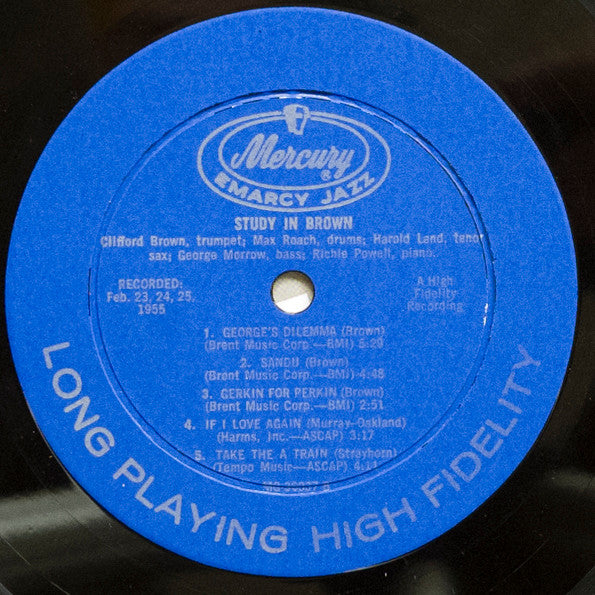 Mercury
®
EMARCY JAZZ
STUDY IN BROWN
Clifford Brown, trumpet; Max Roach, drums; Harold Land, tenor
sax; George Morrow, bass; Richie Powell, piano.
RECORDED:
Feb. 23, 24, 25,
1955
A High
Fidelity
Recording
1. GEORGE'S DILEMMA (Brown)
(Brent Music Corp.—BMI) 5:29
2. SANDU (Brown)
(Brent Music Corp.—BMI) 4:48
3. GERKIN FOR PERKIN (Brown)
(Brent Music Corp.—BMI) 2:51
4. IF I LOVE AGAIN (Murray-Oakland)
(Harms, Inc.—ASCAP) 3:17
5. TAKE THE A TRAIN (Strayhorn)
(Tempo Music—ASCAP) 4:11
LONG PLAYING HIGH FIDELITY